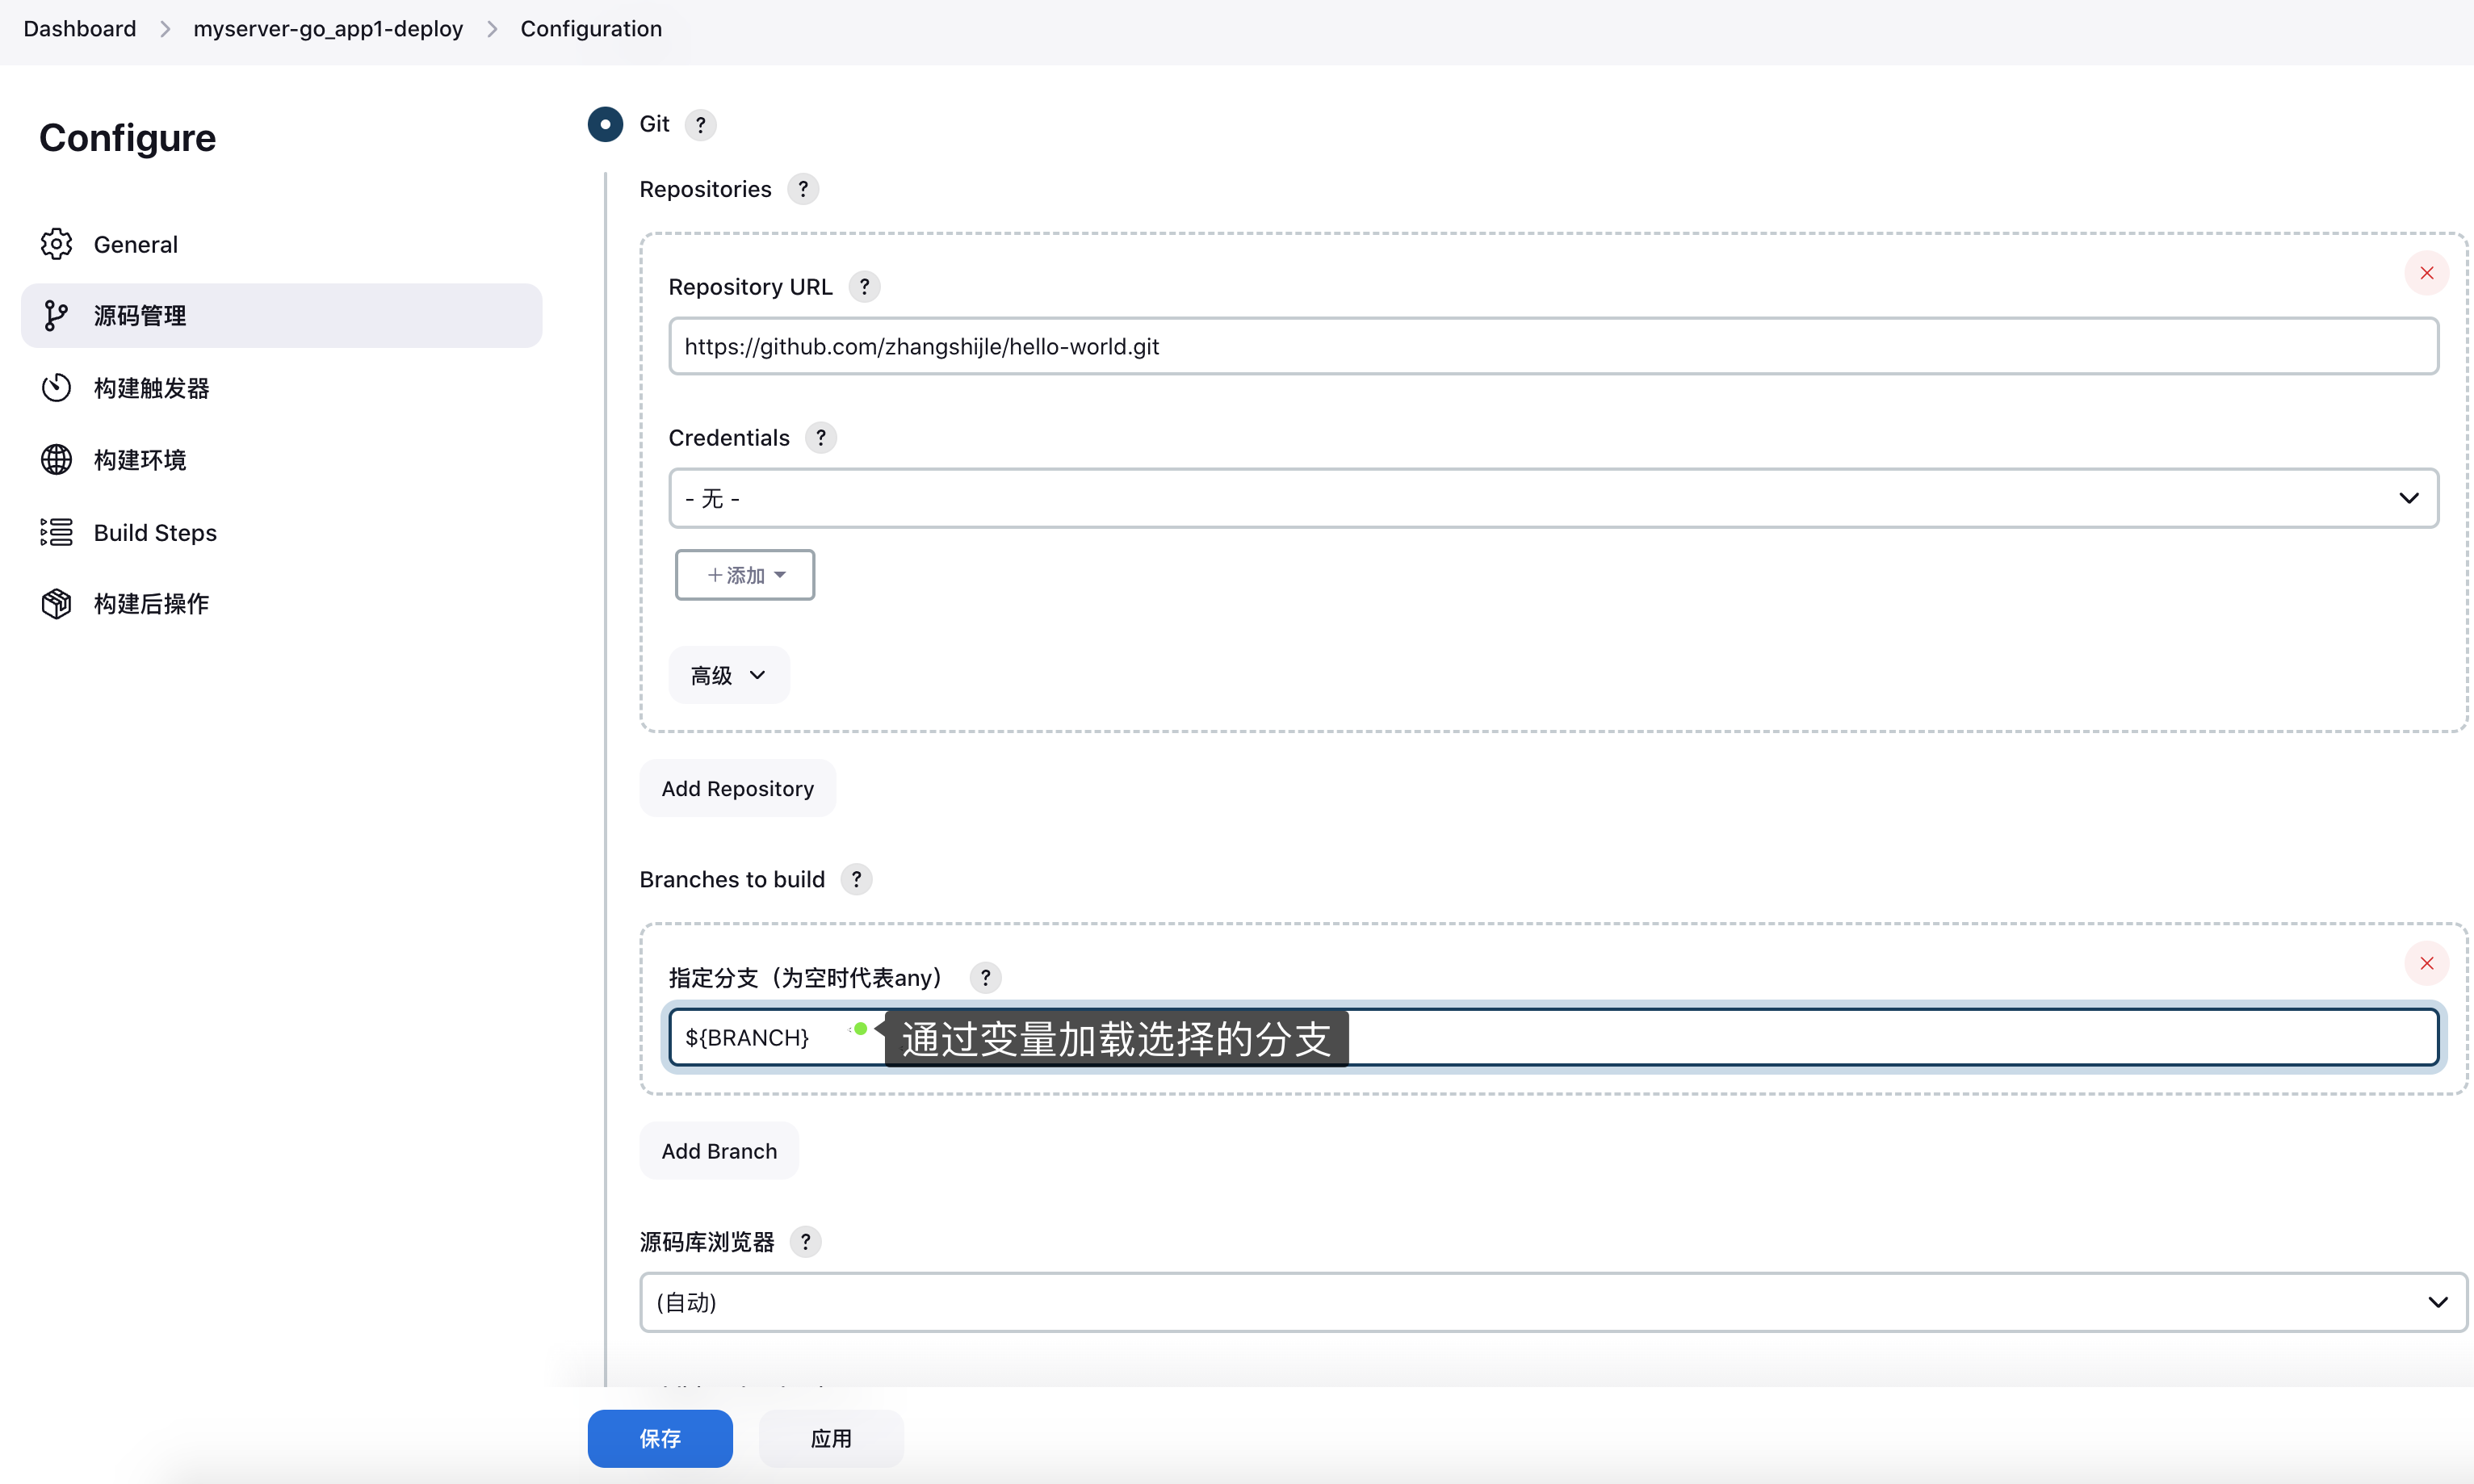 Dashboard > myserver-go_app1-deploy > Configuration
Configure
General
源码管理
构建触发器
构建环境
Build Steps
构建后操作
Git ?
Repositories ?
Repository URL ?
https://github.com/zhangshijle/hello-world.git
Credentials ?
- 无 -
+添加
高级
Add Repository
Branches to build ?
指定分支（为空时代表any） ?
${BRANCH}
通过变量加载选择的分支
Add Branch
源码库浏览器 ?
(自动)
保存 应用